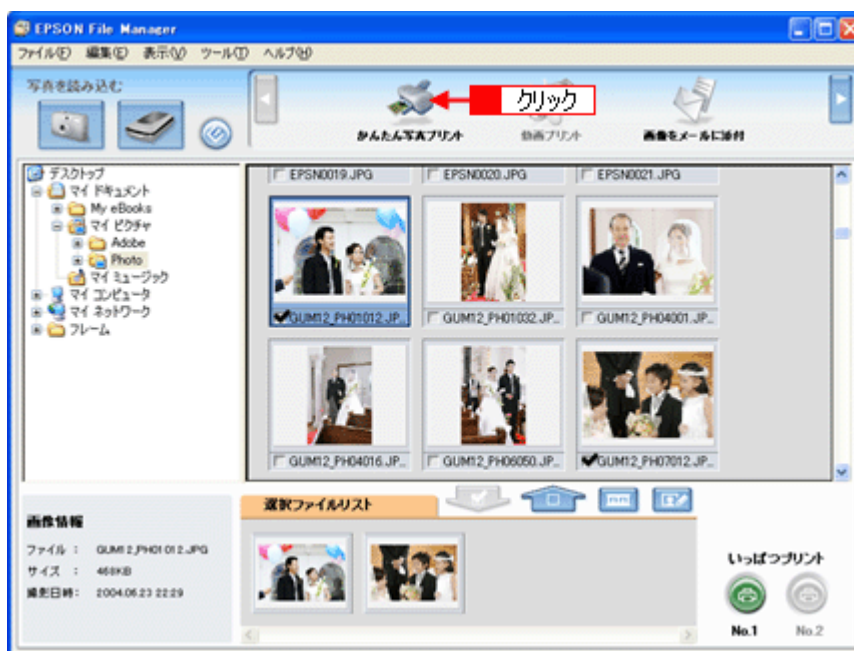 EPSON File Manager
ファイル(F) 編集(E) 表示(V) ツール(T) ヘルプ(H)
写真を読み込む
クリック
かんたん写真プリント
動画プリント
画像をメールに添付
デスクトップ
マイ ドキュメント
My eBooks
マイ ピクチャ
Adobe
Photo
マイ ミュージック
マイ コンピュータ
マイ ネットワーク
フレーム
EPSN0019.JPG
EPSN0020.JPG
EPSN0021.JPG
GUM12_PH01012.JP...
GUM12_PH01032.JP...
GUM12_PH04001.JP...
GUM12_PH04016.JP...
GUM12_PH06050.JP...
GUM12_PH07012.JP...
選択ファイルリスト
画像情報
ファイル : GUM12_PH01012.JPG
サイズ : 468KB
撮影日時: 2004.06.23 22:29
いっぱつプリント
No.1
No.2